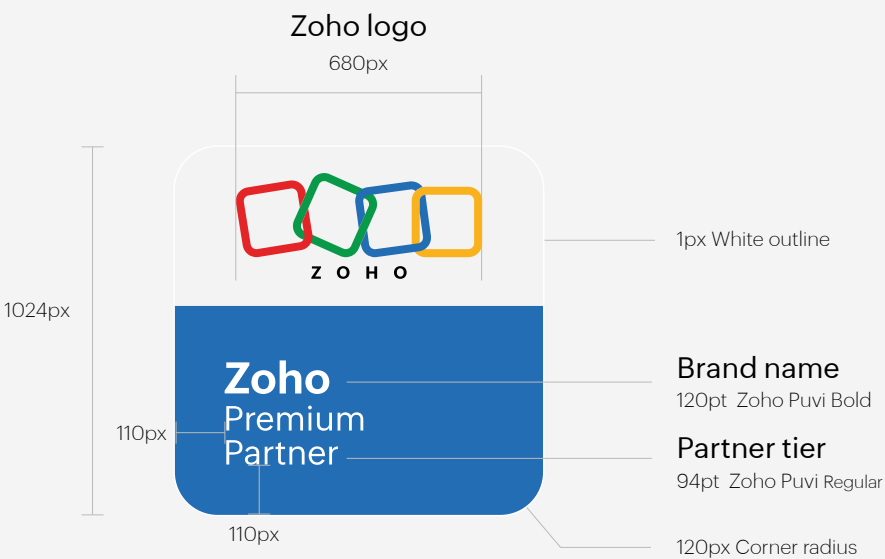 Zoho logo
680px
ZOHO
1px White outline
1024px
Zoho
Premium
Partner
Brand name
120pt Zoho Puvi Bold
110px
Partner tier
94pt Zoho Puvi Regular
110px
120px Corner radius